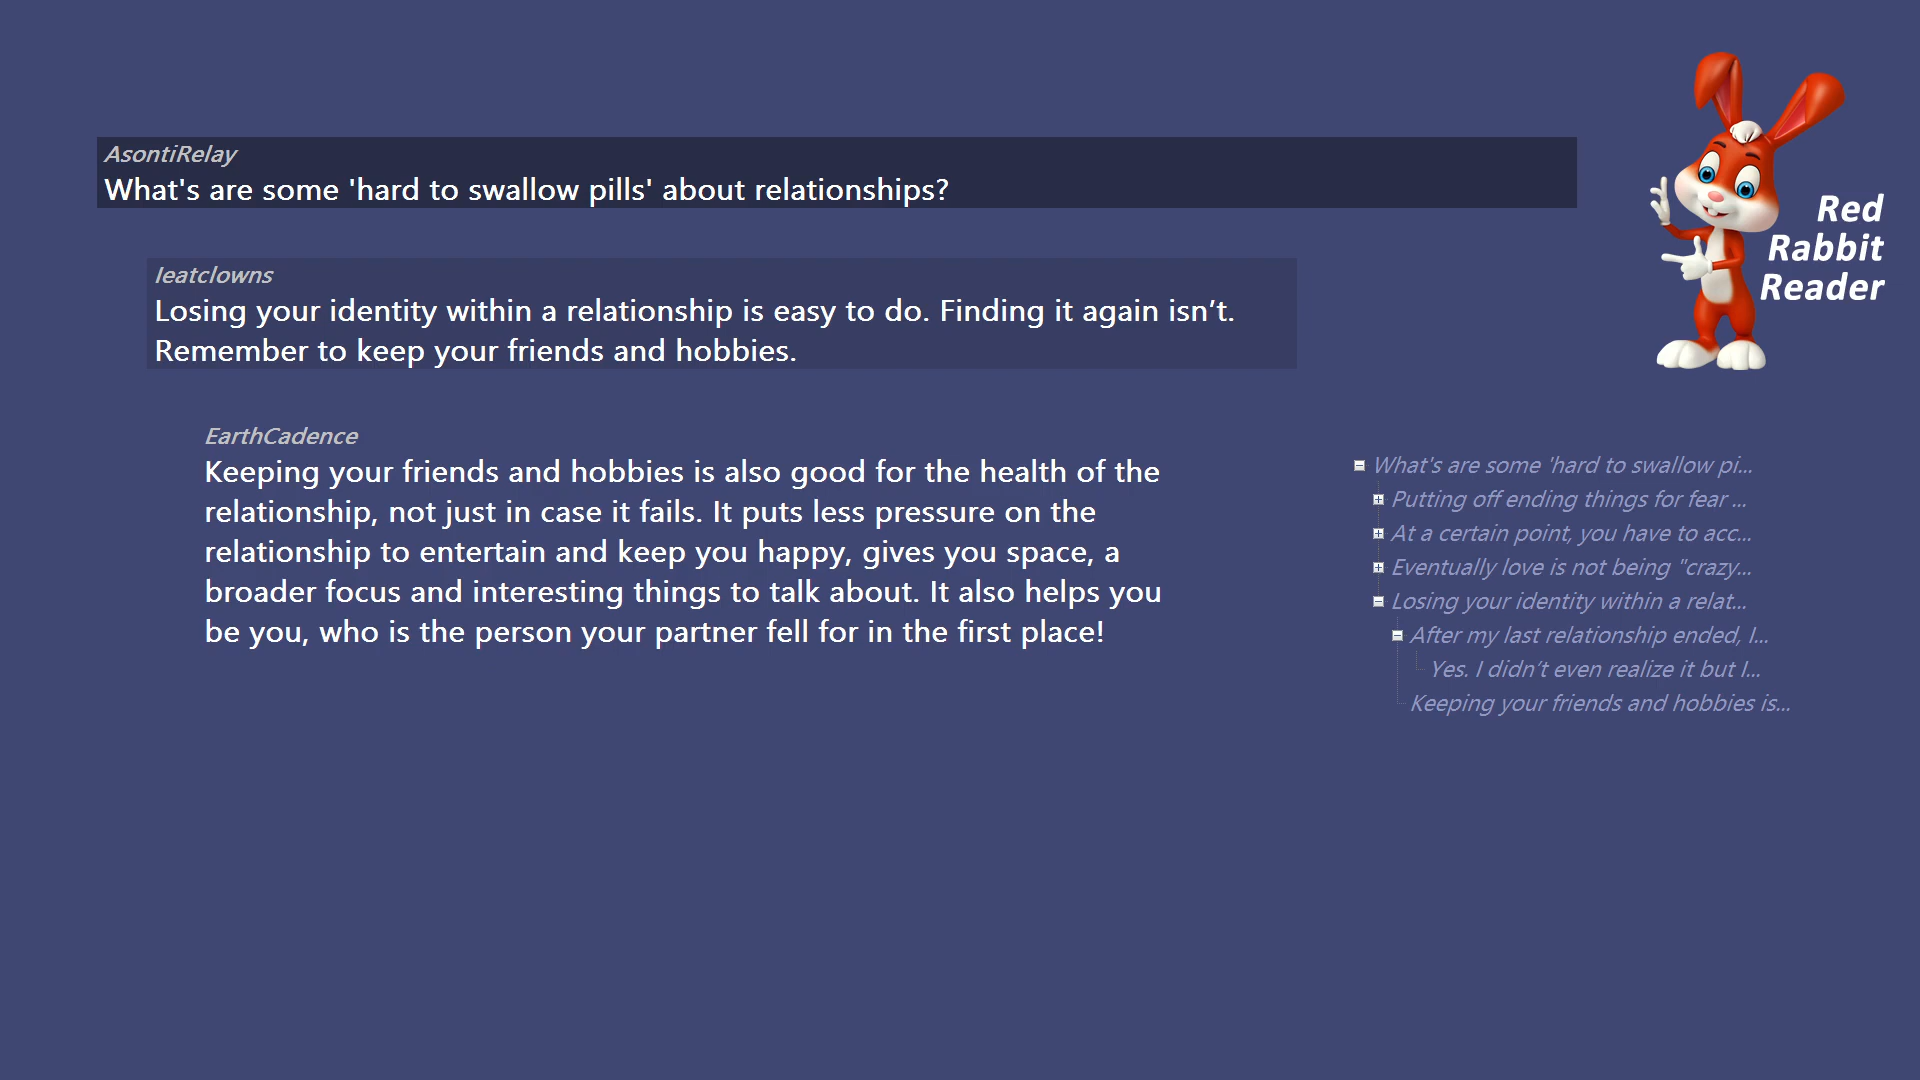 AsontiRelay
What's are some 'hard to swallow pills' about relationships?
Ieatclowns
Losing your identity within a relationship is easy to do. Finding it again isn’t.
Remember to keep your friends and hobbies.
EarthCadence
Keeping your friends and hobbies is also good for the health of the
relationship, not just in case it fails. It puts less pressure on the
relationship to entertain and keep you happy, gives you space, a
broader focus and interesting things to talk about. It also helps you
be you, who is the person your partner fell for in the first place!
Red
Rabbit
Reader
What's are some 'hard to swallow pi...
Putting off ending things for fear ...
At a certain point, you have to acc...
Eventually love is not being "crazy...
Losing your identity within a relat...
After my last relationship ended, I...
Yes. I didn’t even realize it but I...
Keeping your friends and hobbies is...